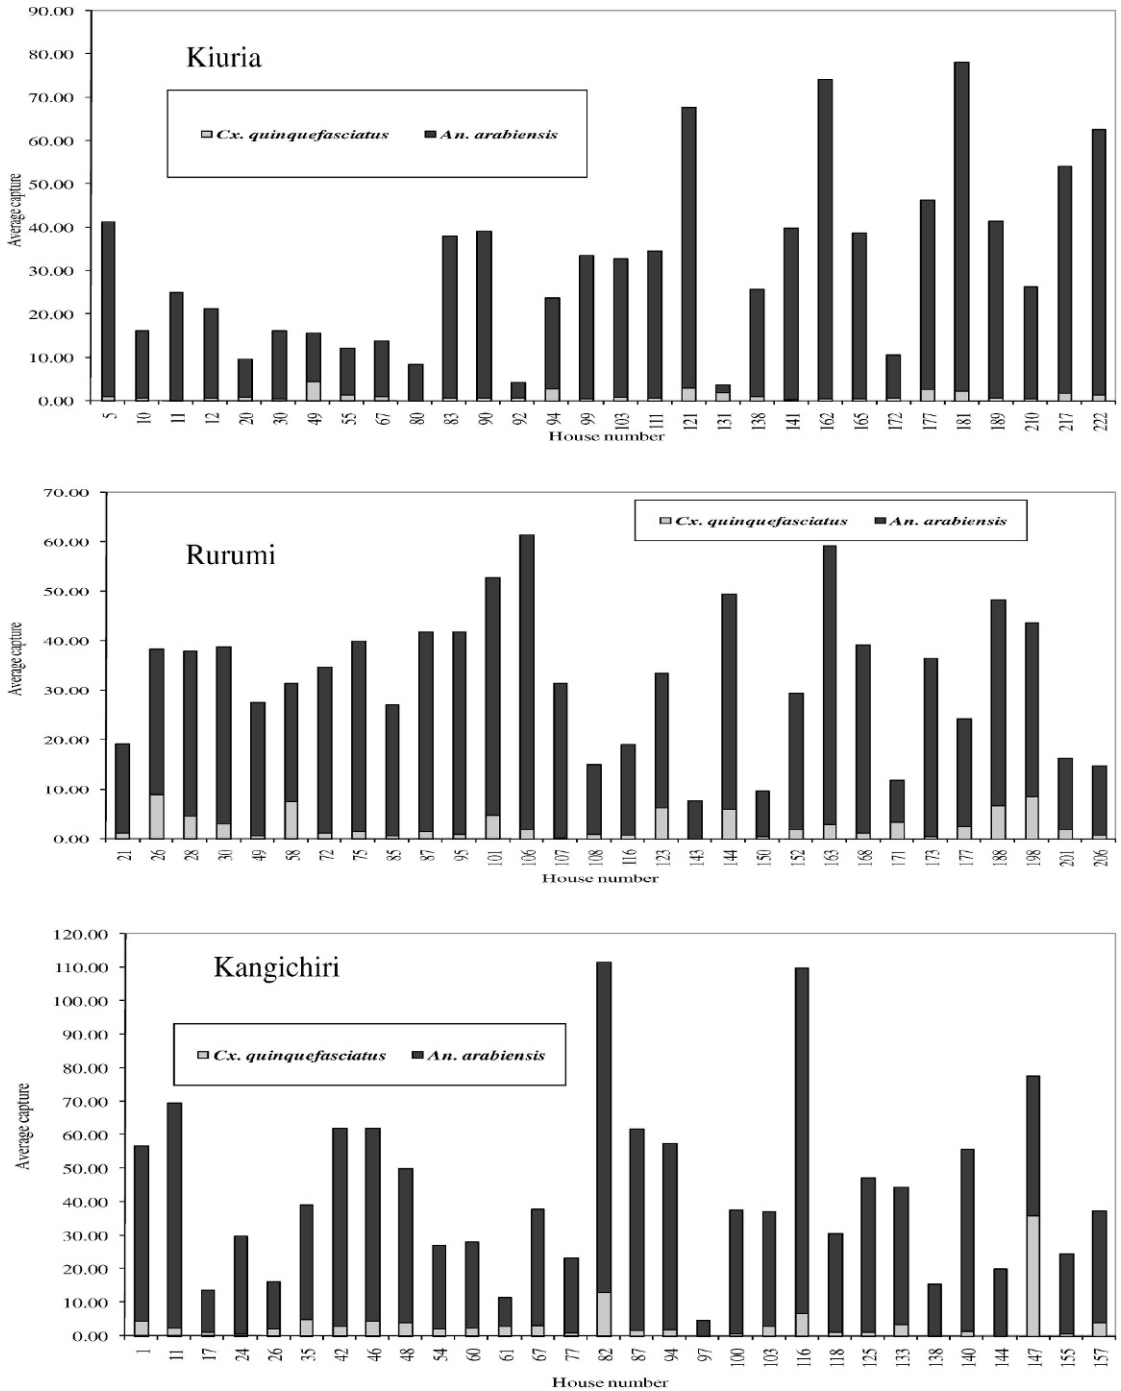 90.00
Kiuria
80.00
70.00
Cx. quinquefasciatus An. arabiensis
60.00
50.00
40.00
30.00
20.00
10.00
0.00
Average capture
5 10 11 12 20 30 49 55 67 80 83 90 92 94 99 103 111 121 131 138 141 162 165 172 177 181 189 210 217 222
House number
70.00
Cx. quinquefasciatus An. arabiensis
60.00
Rurumi
50.00
40.00
30.00
20.00
10.00
0.00
Average capture
21 26 28 30 49 58 72 75 85 87 95 101 106 107 108 116 123 143 144 150 152 163 168 171 173 177 188 198 201 206
House number
120.00
Kangichiri
110.00
100.00
90.00
Cx. quinquefasciatus An. arabiensis
80.00
70.00
60.00
50.00
40.00
30.00
20.00
10.00
0.00
Average capture
1 11 17 24 26 35 42 46 48 54 60 61 67 77 82 87 94 97 100 103 116 118 125 133 138 140 144 147 155 157
House number